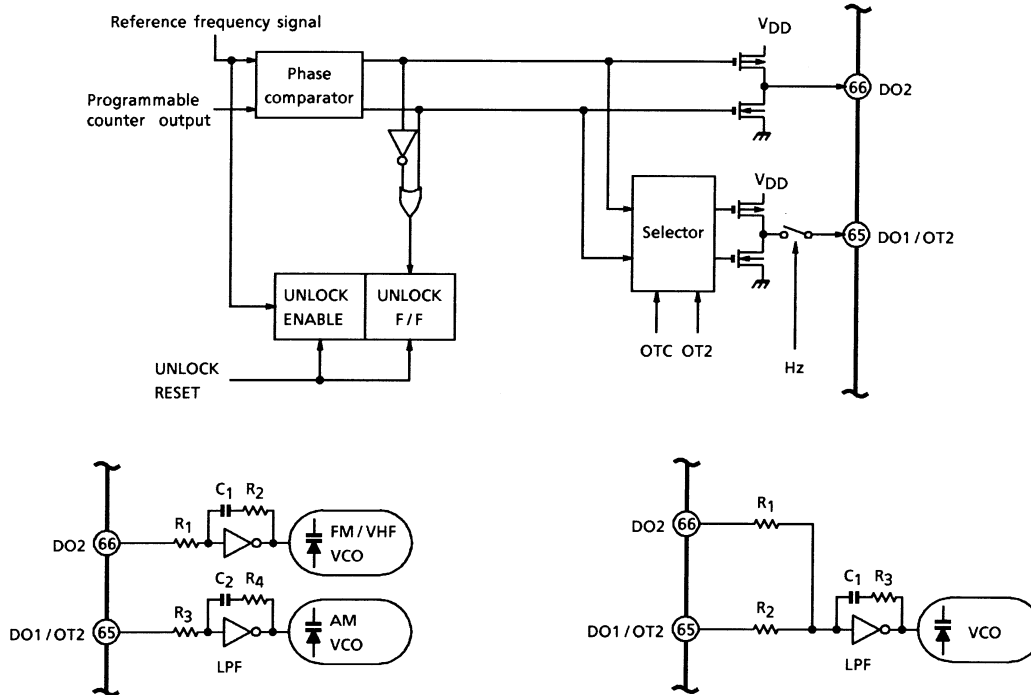 Reference frequency signal
Phase
comparator
Programmable
counter output
VDD
66 DO2
VDD
Selector
65 DO1/OT2
UNLOCK
ENABLE
UNLOCK
F/F
OTC OT2
Hz
UNLOCK
RESET
C1 R2
R1
DO2 66
FM/VHF
VCO
C2 R4
R3
DO1/OT2 65
AM
VCO
LPF
DO2 66
R1
C1 R3
DO1/OT2 65
R2
VCO
LPF